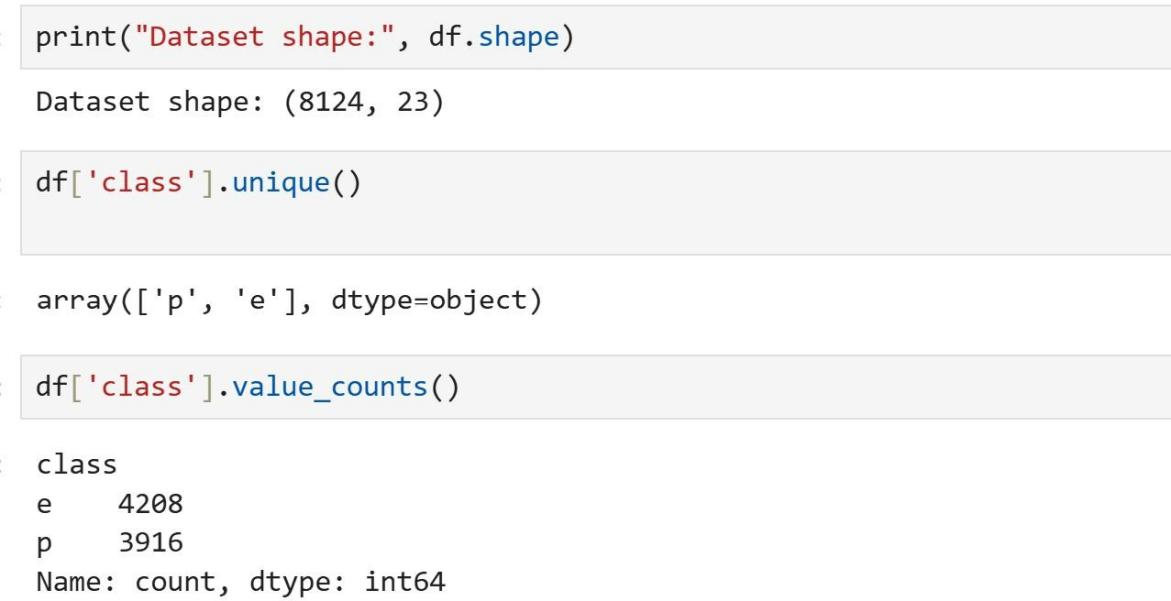 print("Dataset shape:", df.shape)
Dataset shape: (8124, 23)
df['class'].unique()
array(['p', 'e'], dtype=object)
df['class'].value_counts()
class
e    4208
p    3916
Name: count, dtype: int64